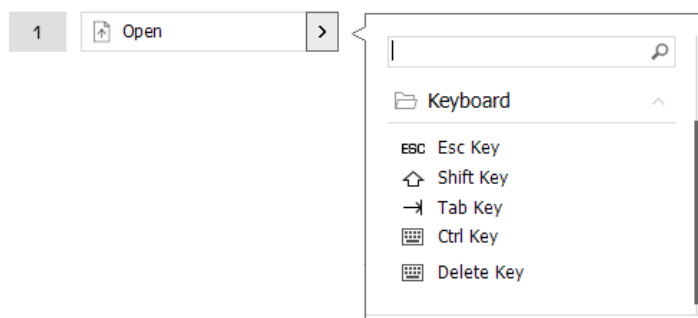 1
Open
Keyboard
ESC Esc Key
Shift Key
Tab Key
Ctrl Key
Delete Key